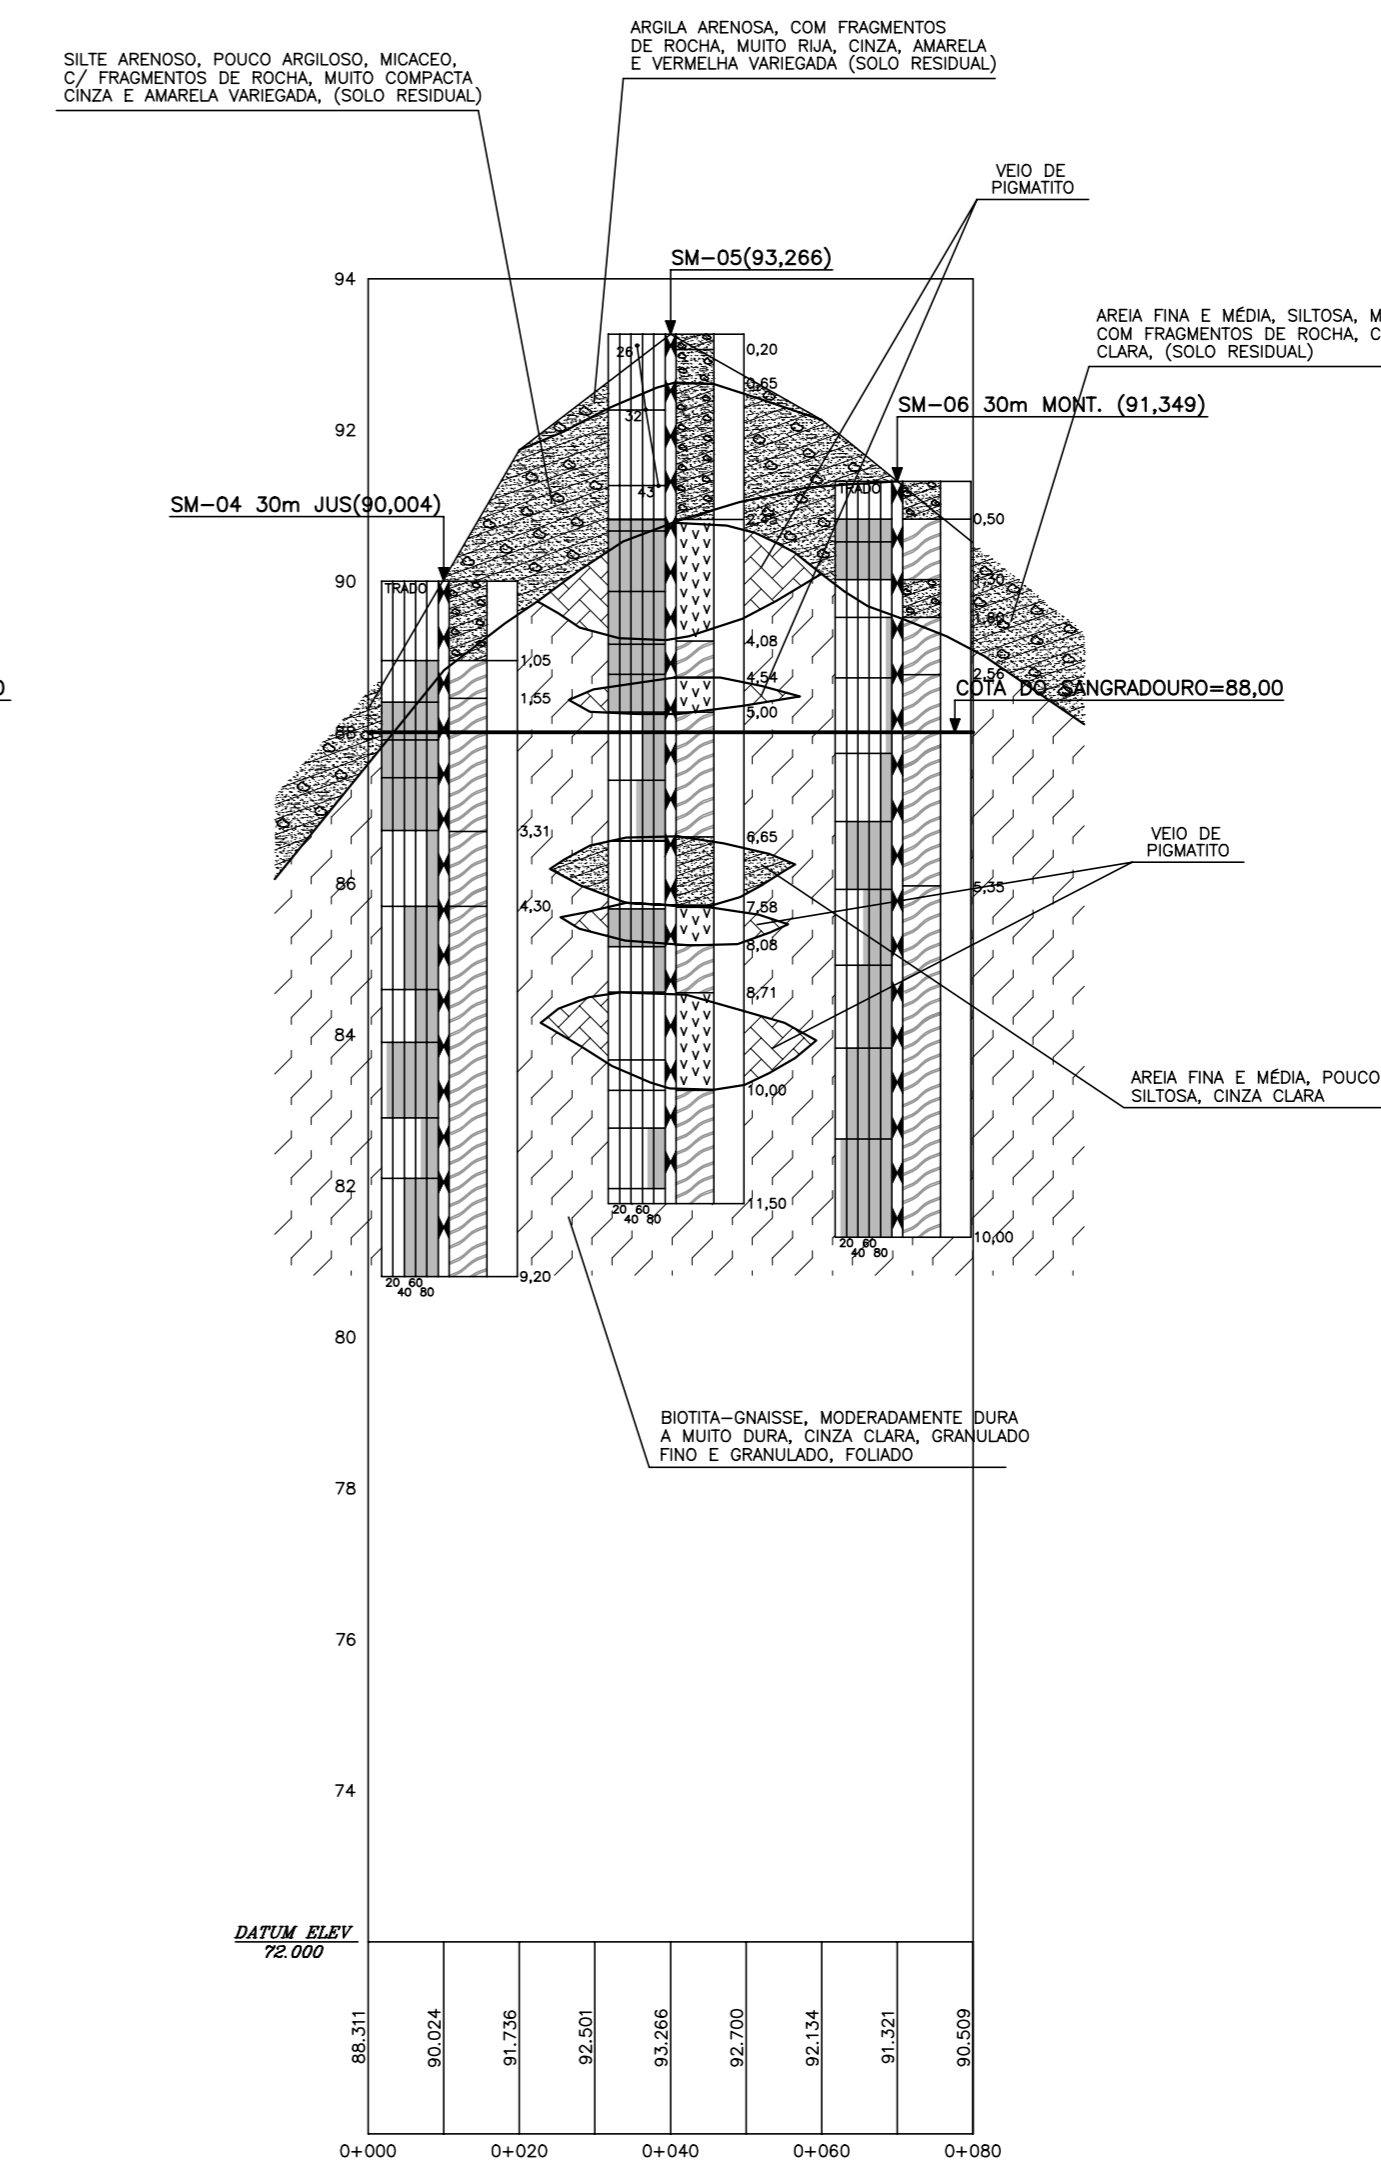 ARGILA ARENOSA, COM FRAGMENTOS
DE ROCHA, MUITO RIJA, CINZA, AMARELA
E VERMELHA VARIEGADA (SOLO RESIDUAL)
SILTE ARENOSO, POUCO ARGILOSO, MICACEO,
C/ FRAGMENTOS DE ROCHA, MUITO COMPACTA
CINZA E AMARELA VARIEGADA, (SOLO RESIDUAL)
VEIO DE
PIGMATITO
SM-05(93,266)
94
AREIA FINA E MÉDIA, SILTOSA, M
COM FRAGMENTOS DE ROCHA, C
CLARA, (SOLO RESIDUAL)
26
0,20
0,65
SM-06 30m MONT. (91,349)
32
92
43
TRADO
SM-04 30m JUS(90,004)
2,45
0,50
90
TRADO
1,30
1,80
4,08
1,05
4,54
2,56
0
1,55
COTA DO SANGRADOURO=88,00
5,00
88
3,31
6,65
VEIO DE
PIGMATITO
86
5,35
4,30
7,58
8,08
8,71
84
AREIA FINA E MÉDIA, POUCO
SILTOSA, CINZA CLARA
10,00
82
11,50
20 40 60 80
10,00
20 40 60 80
9,20
20 40 60 80
80
BIOTITA-GNAISSE, MODERADAMENTE DURA
A MUITO DURA, CINZA CLARA, GRANULADO
FINO E GRANULADO, FOLIADO
78
76
74
DATUM ELEV
72.000
88.311
90.024
91.736
92.501
93.266
92.700
92.134
91.321
90.509
0+000
0+020
0+040
0+060
0+080